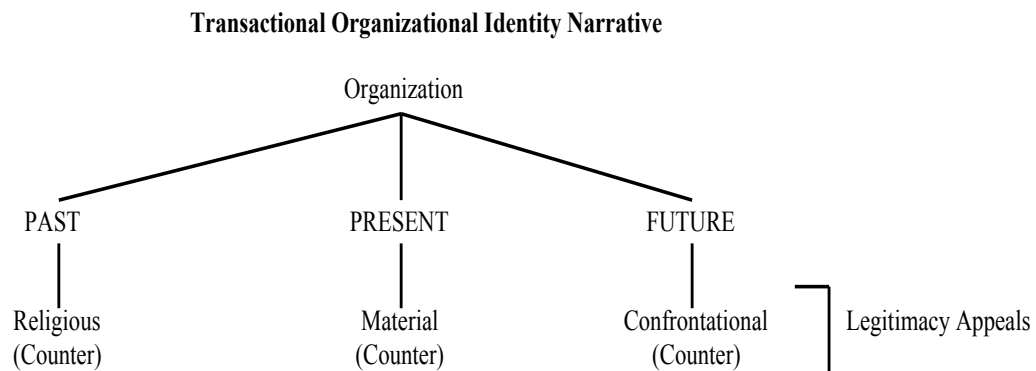 Transactional Organizational Identity Narrative
Organization
PAST PRESENT FUTURE
Religious Material Confrontational Legitimacy Appeals
(Counter) (Counter) (Counter)